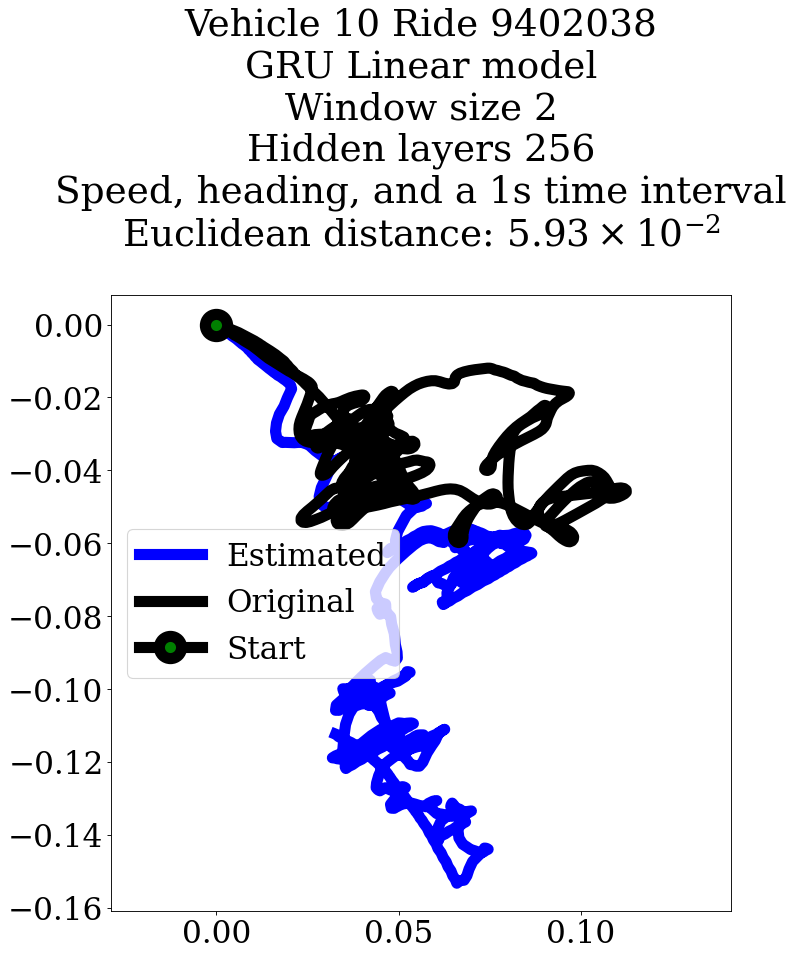 Vehicle 10 Ride 9402038
GRU Linear model
Window size 2
Hidden layers 256
Speed, heading, and a 1s time interval
Euclidean distance: 5.93 × 10⁻²
0.00
−0.02
−0.04
−0.06
−0.08
−0.10
−0.12
−0.14
−0.16
Estimated
Original
Start
0.00 0.05 0.10